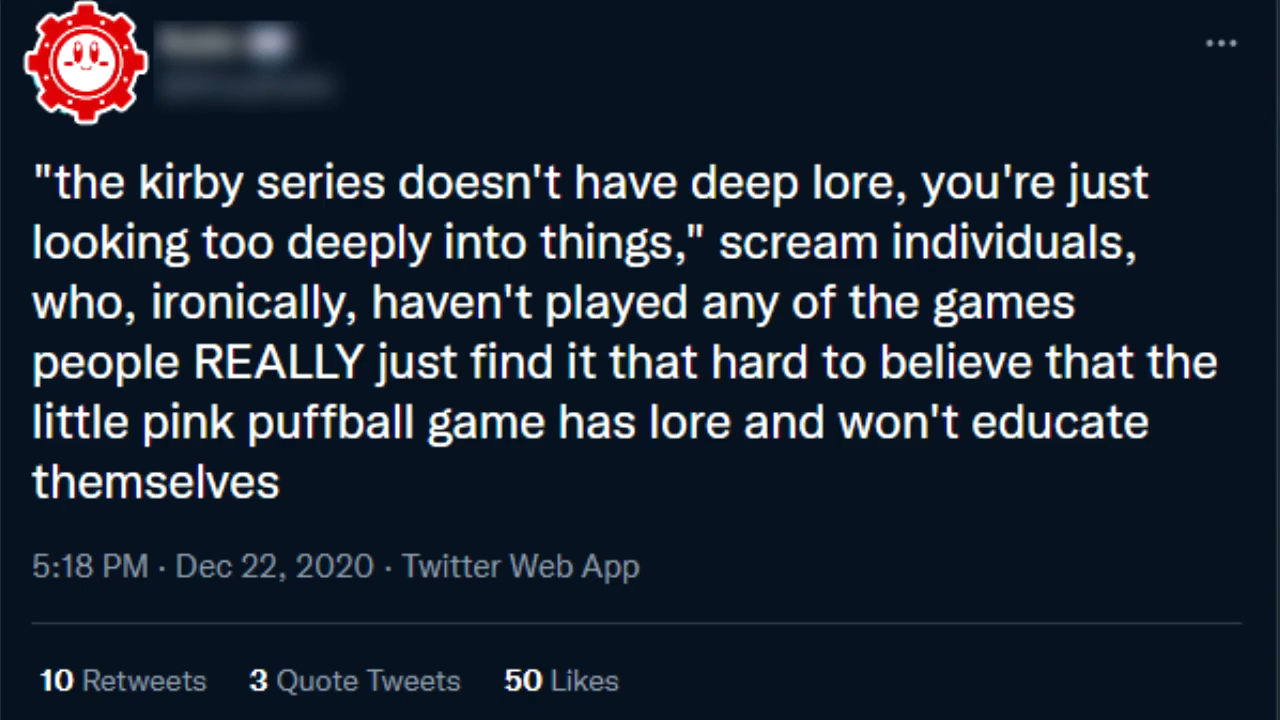 "the kirby series doesn't have deep lore, you're just
looking too deeply into things," scream individuals,
who, ironically, haven't played any of the games
people REALLY just find it that hard to believe that the
little pink puffball game has lore and won't educate
themselves
5:18 PM · Dec 22, 2020 · Twitter Web App
10 Retweets 3 Quote Tweets 50 Likes